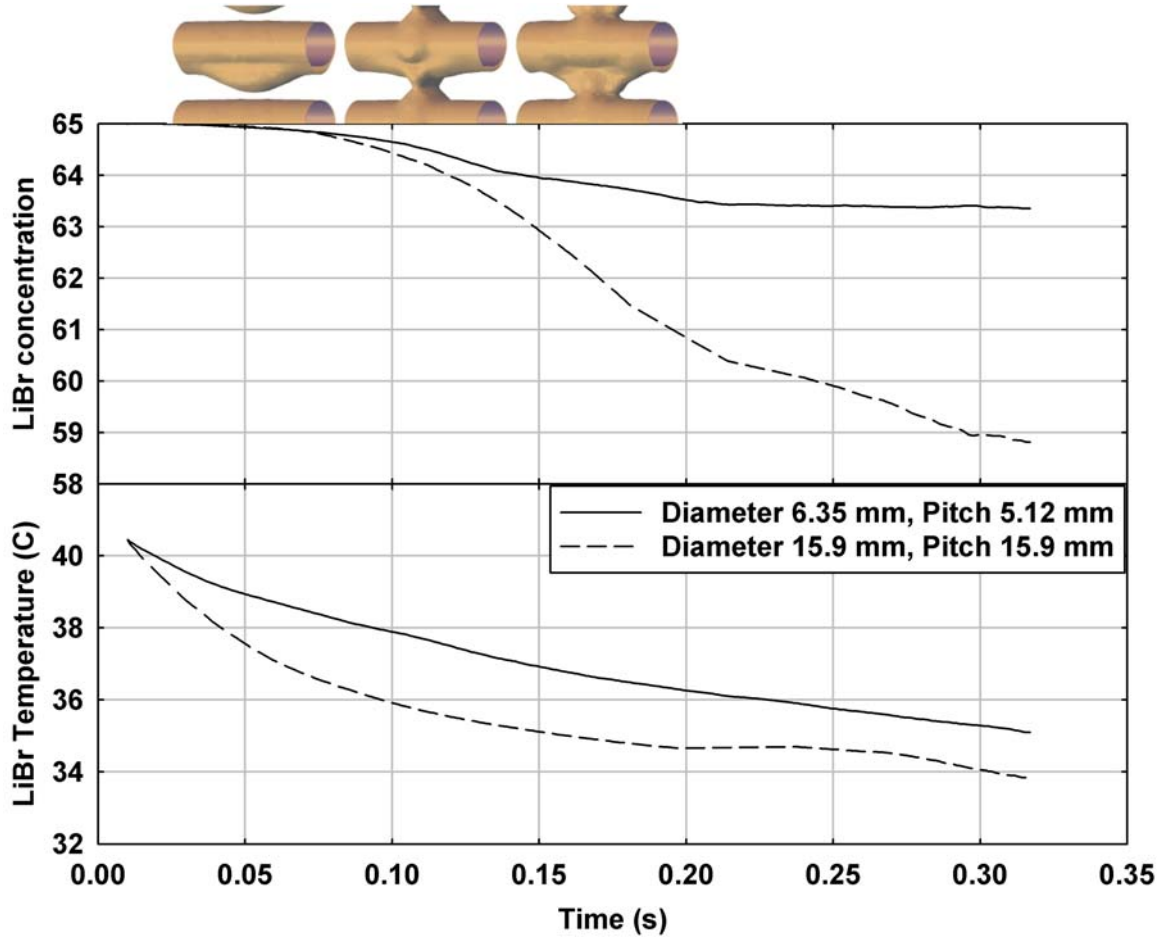 65
64
63
62
61
60
59
58
LiBr concentration
Diameter 6.35 mm, Pitch 5.12 mm
Diameter 15.9 mm, Pitch 15.9 mm
40
38
36
34
32
LiBr Temperature (C)
0.00 0.05 0.10 0.15 0.20 0.25 0.30 0.35
Time (s)